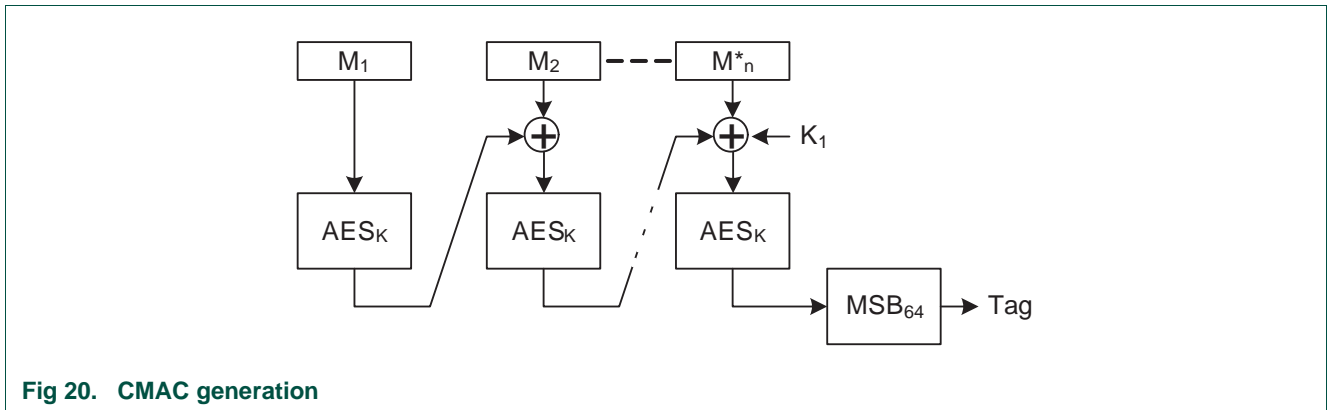 M₁ M₂ M*ₙ
K₁
AESₖ AESₖ AESₖ
MSB₆₄ Tag
Fig 20. CMAC generation